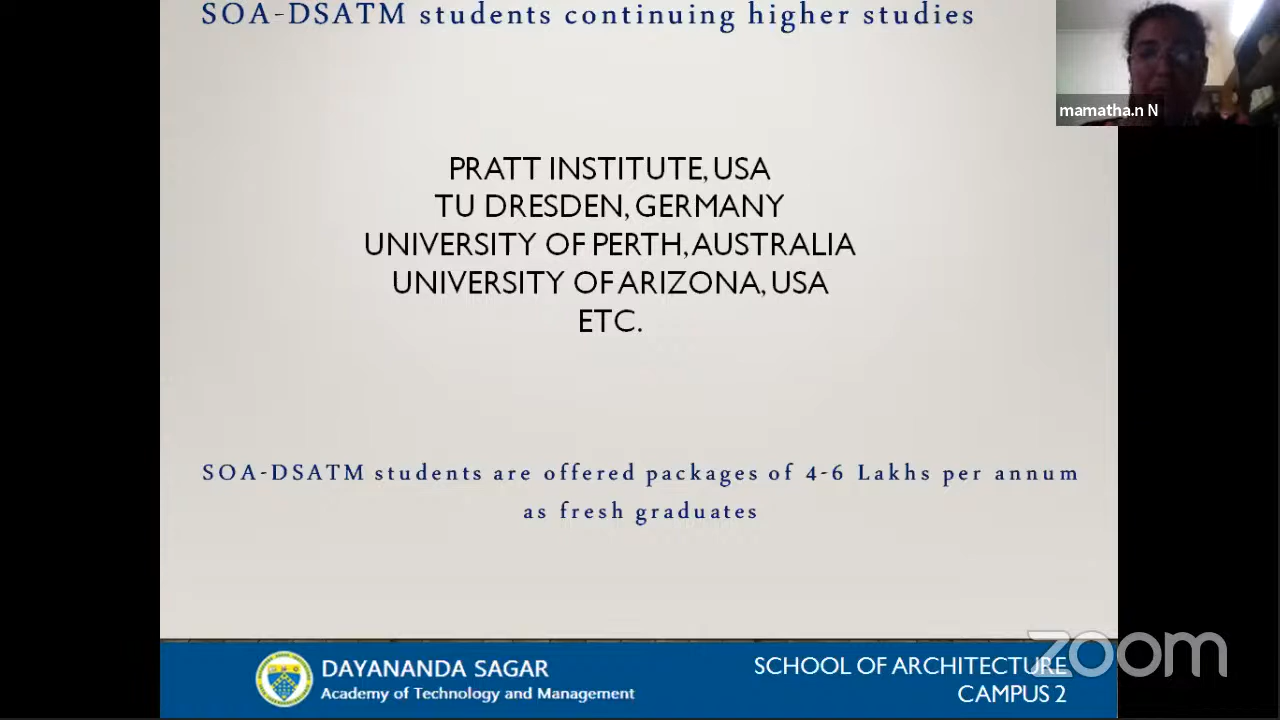 SOA-DSATM students continuing higher studies
mamatha.n N
PRATT INSTITUTE, USA
TU DRESDEN, GERMANY
UNIVERSITY OF PERTH, AUSTRALIA
UNIVERSITY OF ARIZONA, USA
ETC.
SOA-DSATM students are offered packages of 4-6 Lakhs per annum
as fresh graduates
DAYANANDA SAGAR
Academy of Technology and Management
SCHOOL OF ARCHITECTURE
CAMPUS 2
zoom